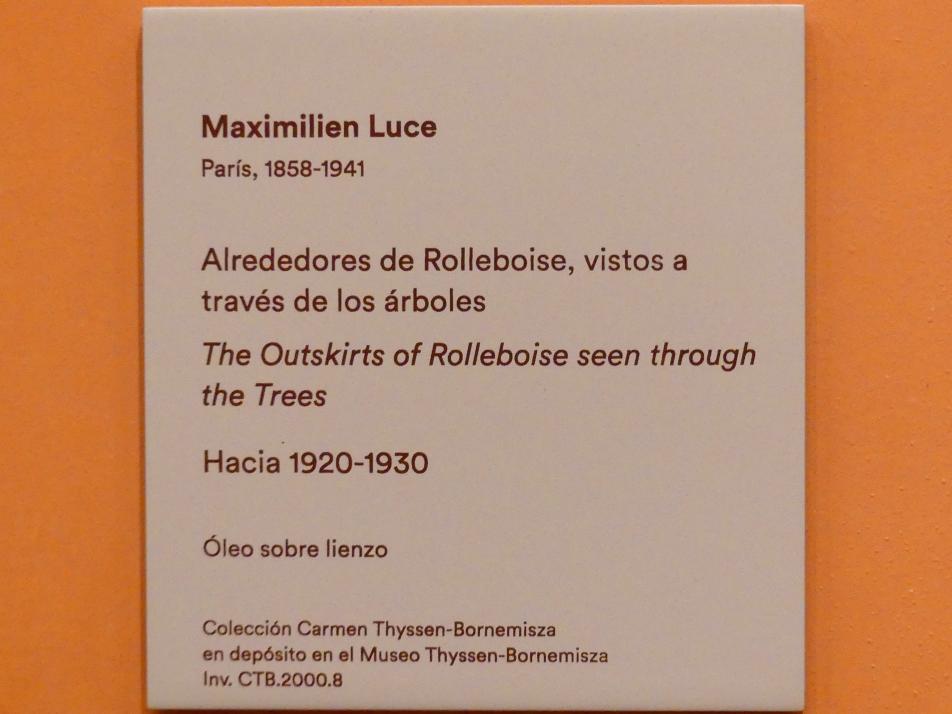 Maximilien Luce
París, 1858-1941
Alrededores de Rolleboise, vistos a
través de los árboles
The Outskirts of Rolleboise seen through
the Trees
Hacia 1920-1930
Óleo sobre lienzo
Colección Carmen Thyssen-Bornemisza
en depósito en el Museo Thyssen-Bornemisza
Inv. CTB.2000.8